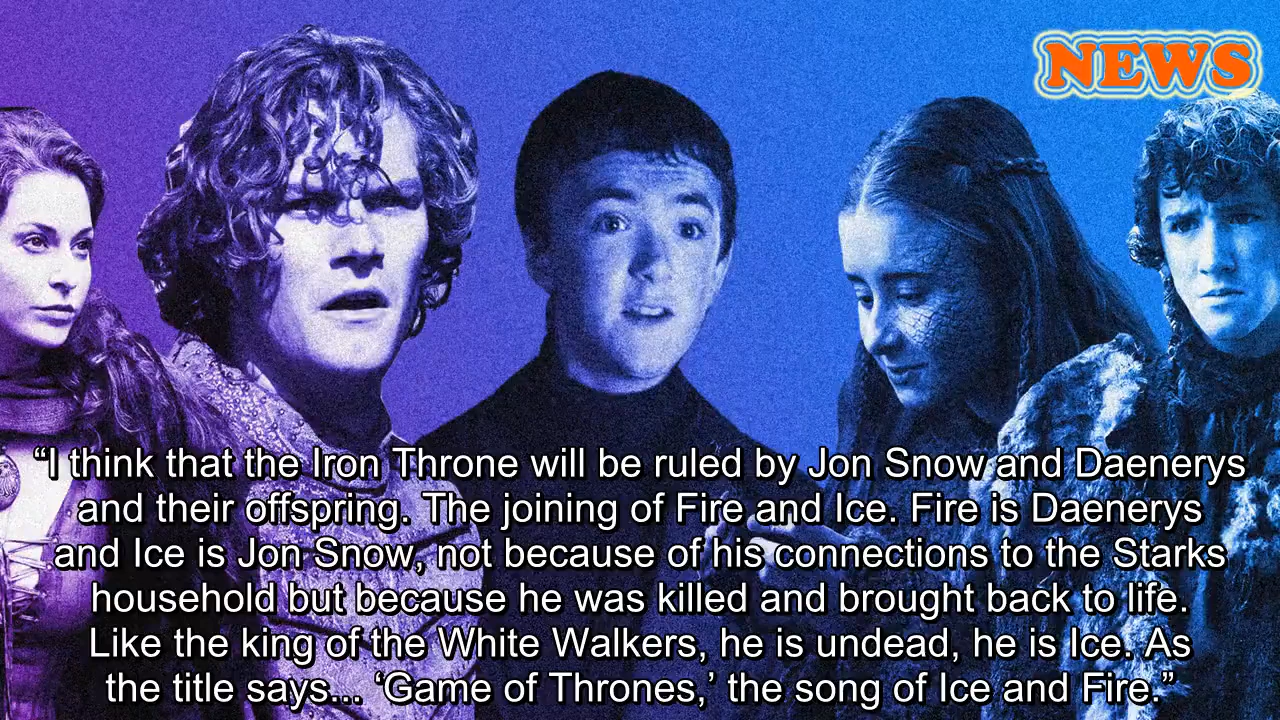 NEWS
“I think that the Iron Throne will be ruled by Jon Snow and Daenerys
and their offspring. The joining of Fire and Ice. Fire is Daenerys
and Ice is Jon Snow, not because of his connections to the Starks
household but because he was killed and brought back to life.
Like the king of the White Walkers, he is undead, he is Ice. As
the title says... ‘Game of Thrones,’ the song of Ice and Fire.”